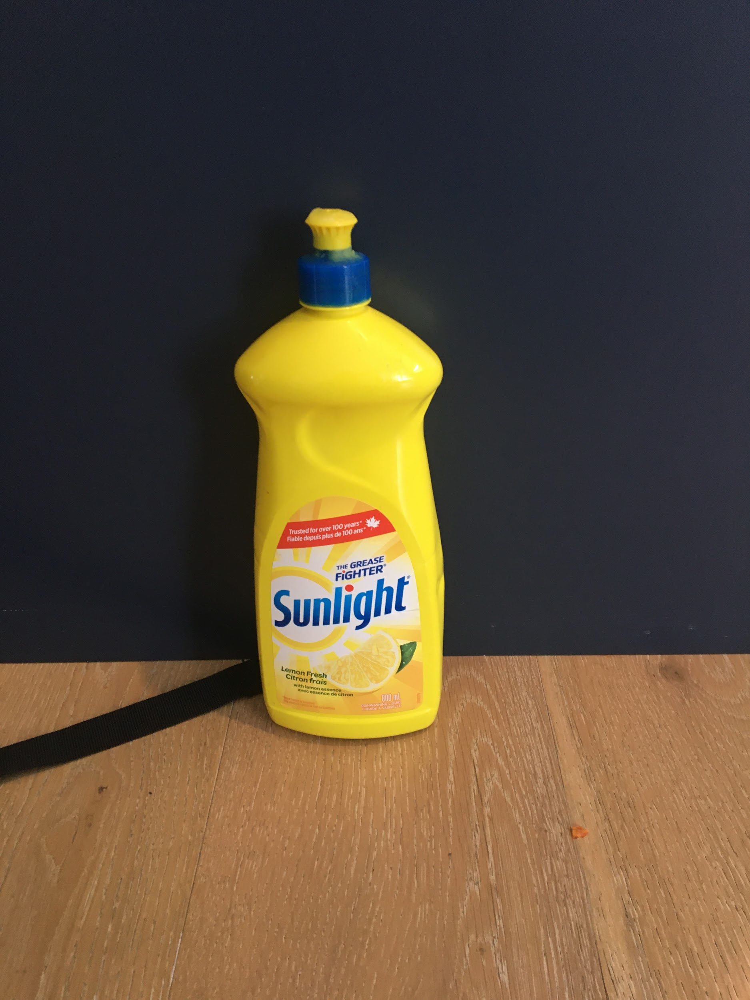 Trusted for over 100 years*
Fiable depuis plus de 100 ans*
THE GREASE
FiGHTER®
Sunlight®
Lemon Fresh
Citron frais
with lemon essence
avec essence de citron
800 mL
DISHWASHING LIQUID
LIQUIDE À VAISSELLE